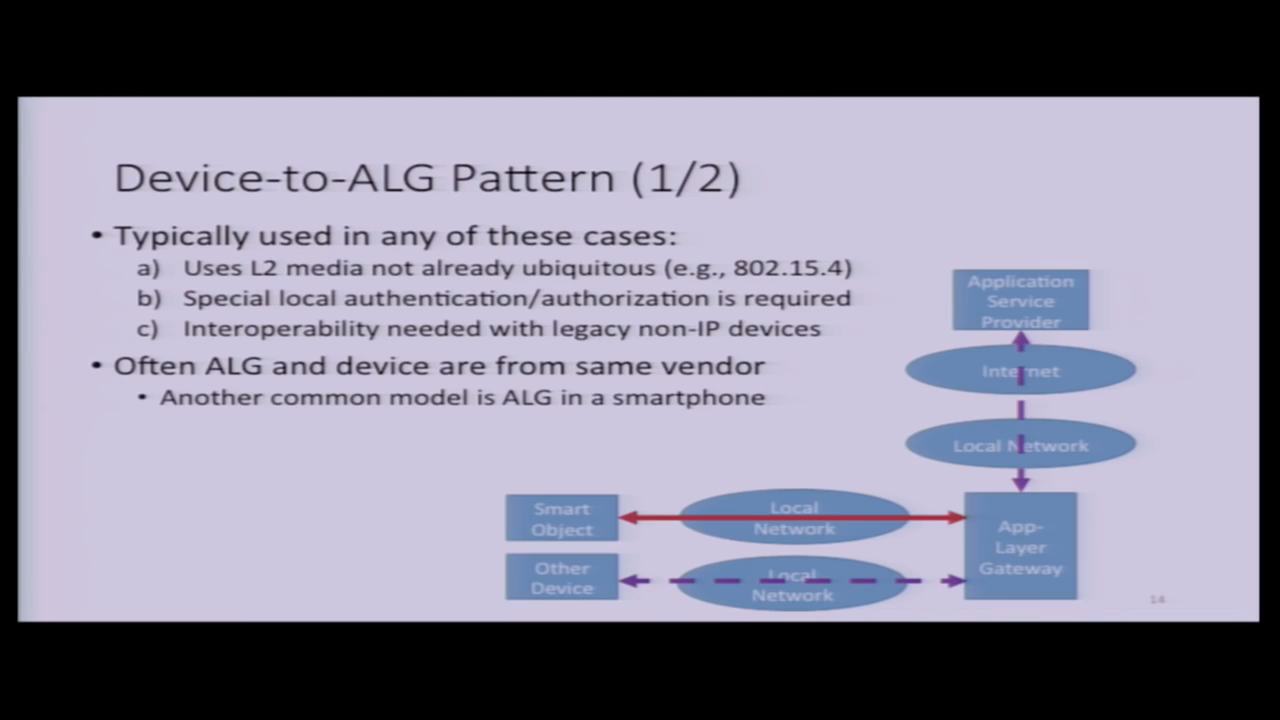 Device-to-ALG Pattern (1/2)
• Typically used in any of these cases:
a) Uses L2 media not already ubiquitous (e.g., 802.15.4)
b) Special local authentication/authorization is required
c) Interoperability needed with legacy non-IP devices
• Often ALG and device are from same vendor
• Another common model is ALG in a smartphone
Application
Service
Provider
Internet
Local Network
Smart
Object
Local
Network
App-
Layer
Gateway
Other
Device
Local
Network
14